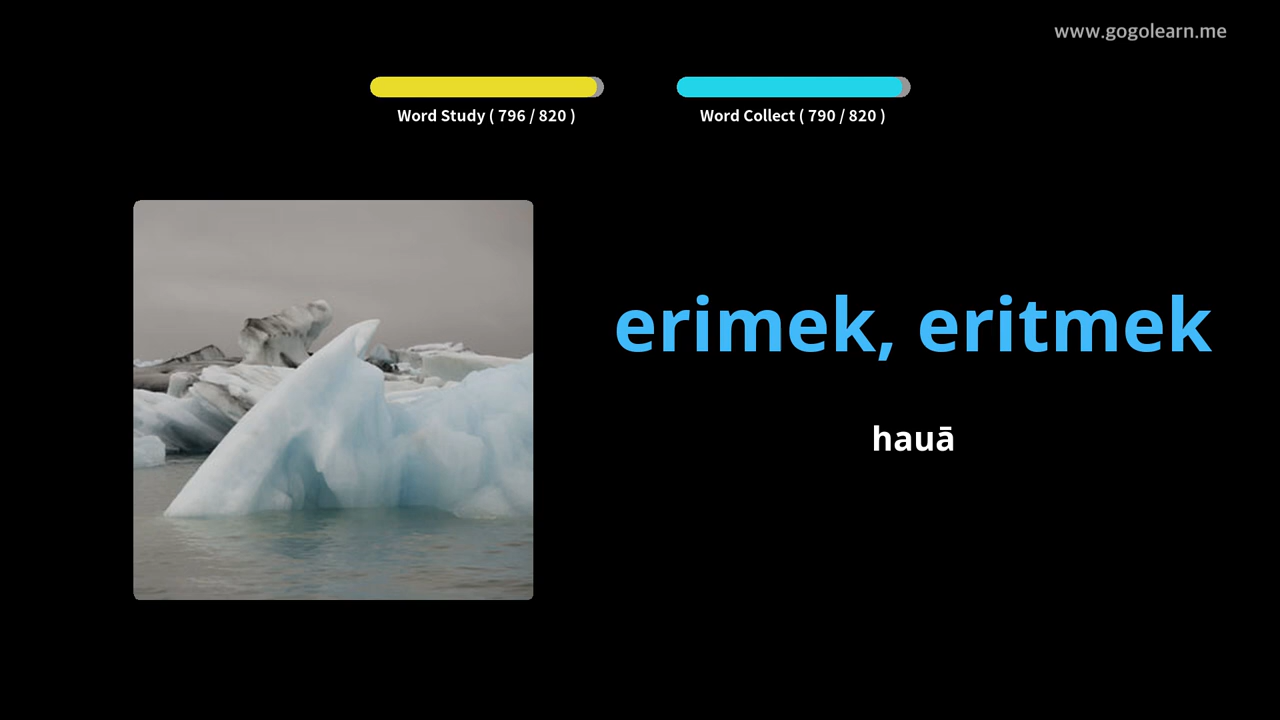 www.gogolearn.me
Word Study ( 796 / 820 )
Word Collect ( 790 / 820 )
erimek, eritmek
hauā